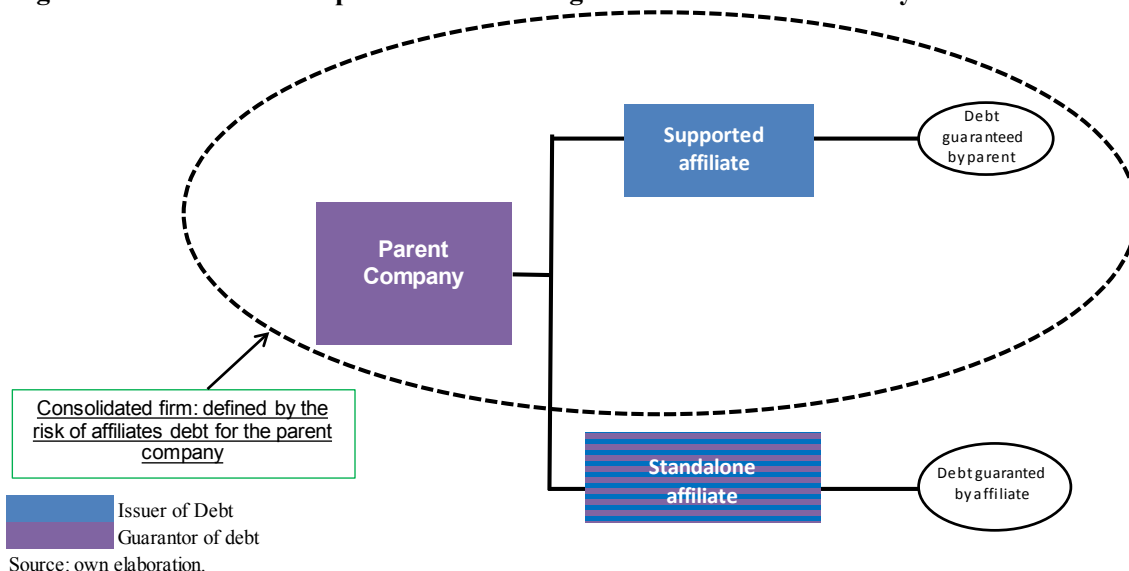 Supported
affiliate
Debt
guaranteed
by parent
Parent
Company
Consolidated firm: defined by the
risk of affiliates debt for the parent
company
Standalone
affiliate
Debt guaranted
by affiliate
Issuer of Debt
Guarantor of debt
Source: own elaboration.